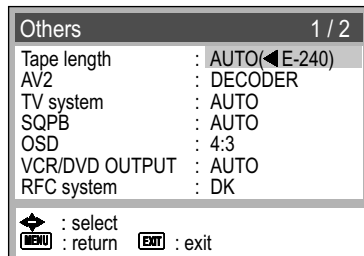 Others 1 / 2
Tape length : AUTO(◀E-240)
AV2 : DECODER
TV system : AUTO
SQPB : AUTO
OSD : 4:3
VCR/DVD OUTPUT : AUTO
RFC system : DK
: select
MENU : return EXIT : exit